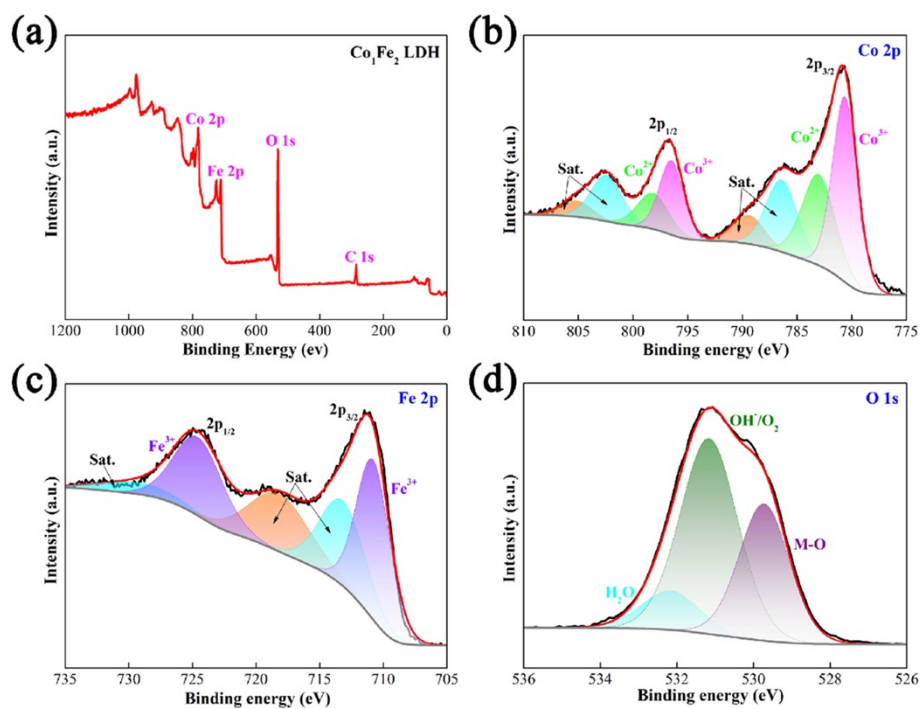 (a)
Co₁Fe₂ LDH
Co 2p
Fe 2p
O 1s
C 1s
Intensity (a.u.)
1200 1000 800 600 400 200 0
Binding Energy (ev)
(b)
Co 2p
2p₃/₂
2p₁/₂
Co²⁺
Co³⁺
Co²⁺
Co³⁺
Sat.
Sat.
Intensity (a.u.)
810 805 800 795 790 785 780 775
Binding energy (eV)
(c)
Fe 2p
2p₃/₂
2p₁/₂
Fe³⁺
Sat.
Sat.
Fe³⁺
Intensity (a.u.)
735 730 725 720 715 710 705
Binding energy (eV)
(d)
O 1s
OH⁻/O₂
M-O
H₂O
Intensity (a.u.)
536 534 532 530 528 526
Binding energy (eV)